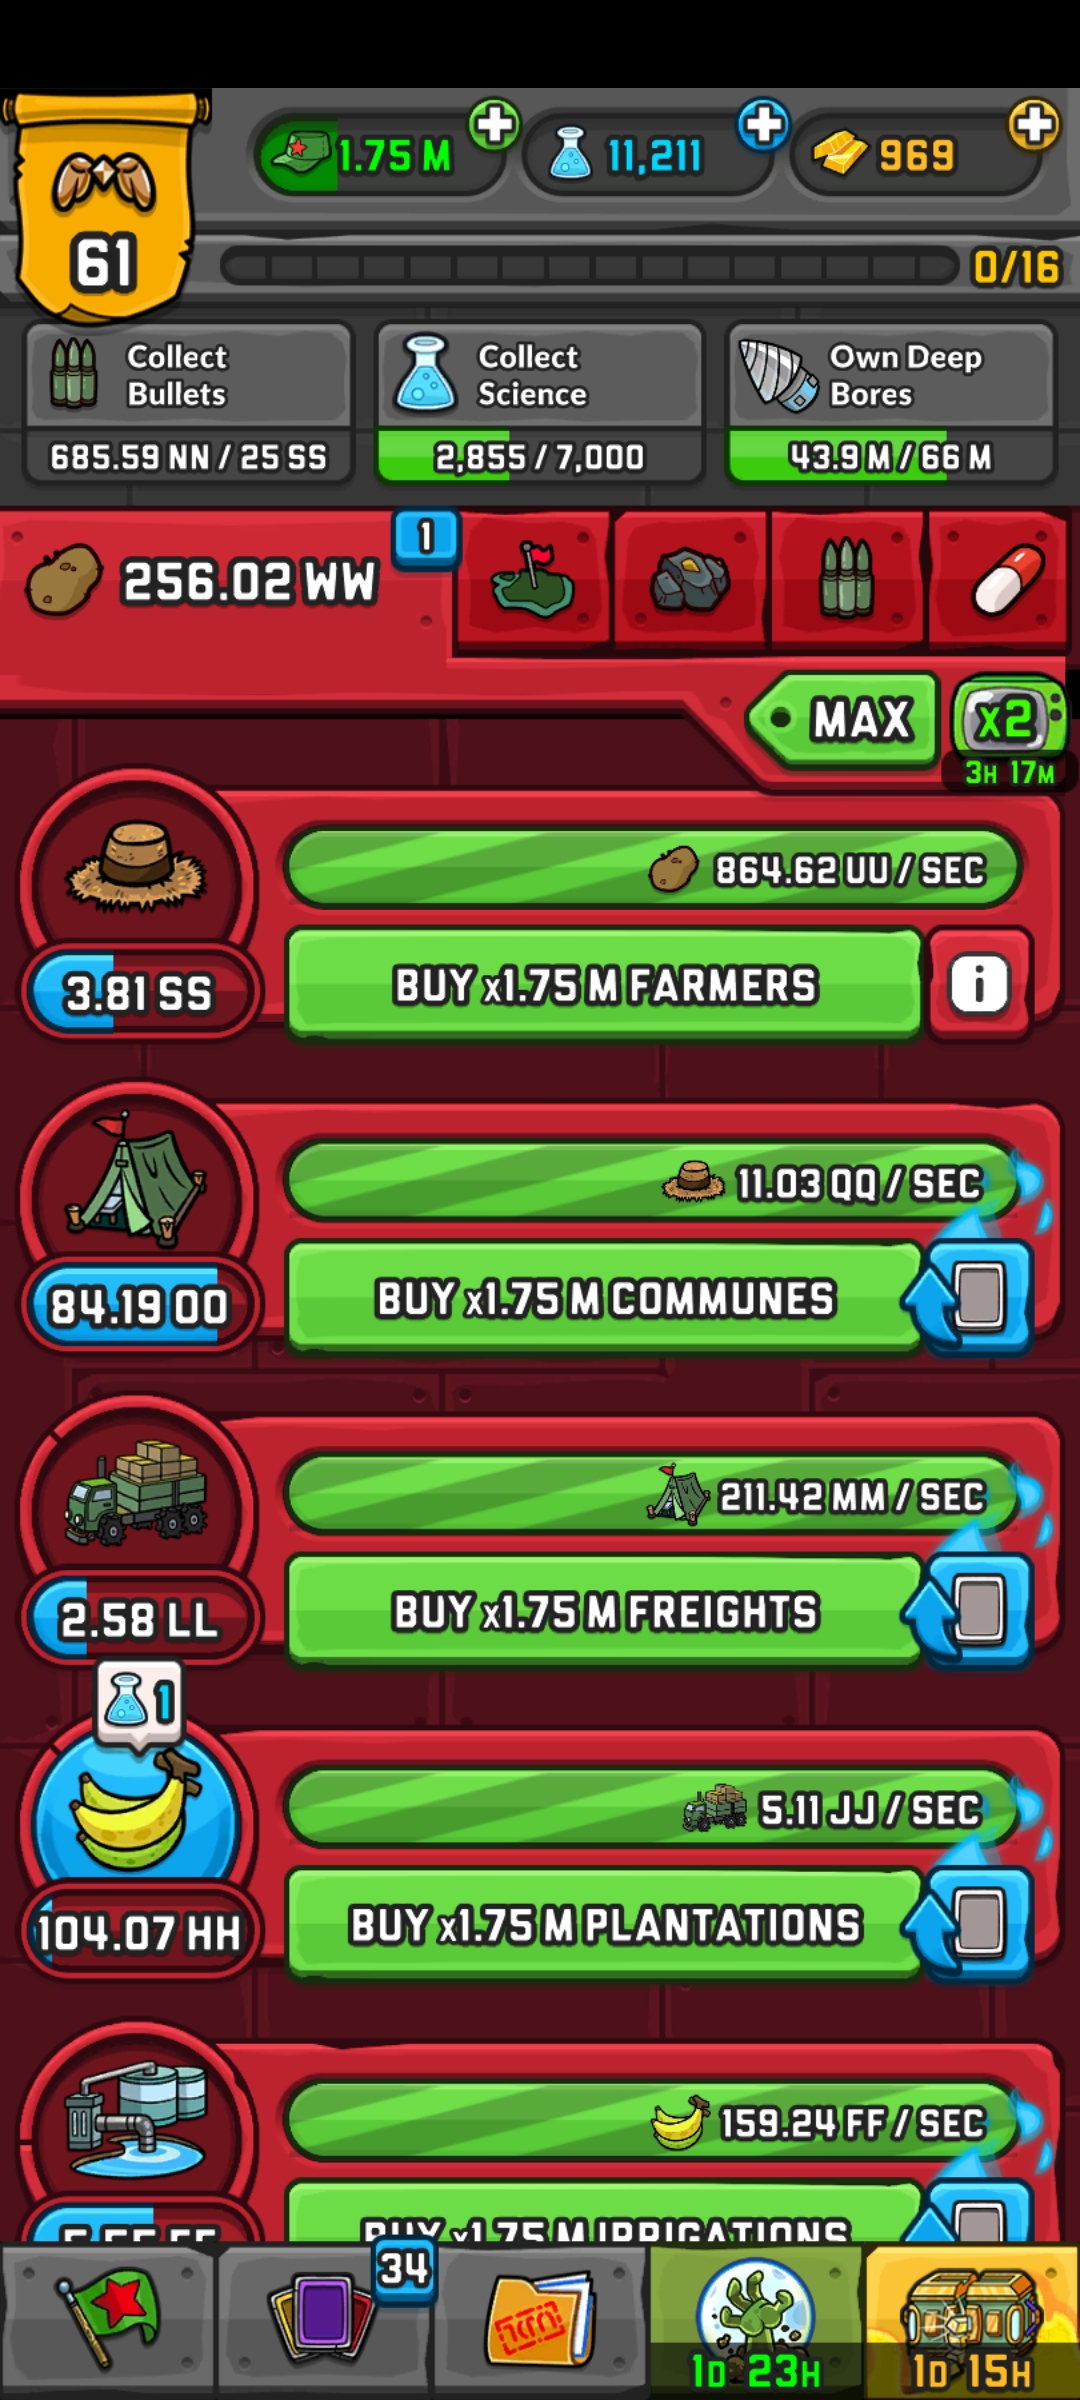 61
1.75 M
11,211
969
0/16
Collect
Bullets
685.59 NN / 25 SS
Collect
Science
2,855 / 7,000
Own Deep
Bores
43.9 M / 66 M
256.02 WW
1
MAX
x2
3H 17M
864.62 UU / SEC
3.81 SS
BUY x1.75 M FARMERS
i
11.03 QQ / SEC
84.19 OO
BUY x1.75 M COMMUNES
211.42 MM / SEC
2.58 LL
BUY x1.75 M FREIGHTS
1
5.11 JJ / SEC
104.07 HH
BUY x1.75 M PLANTATIONS
159.24 FF / SEC
BUY x1.75 M IRRIGATIONS
34
1D 23H
1D 15H